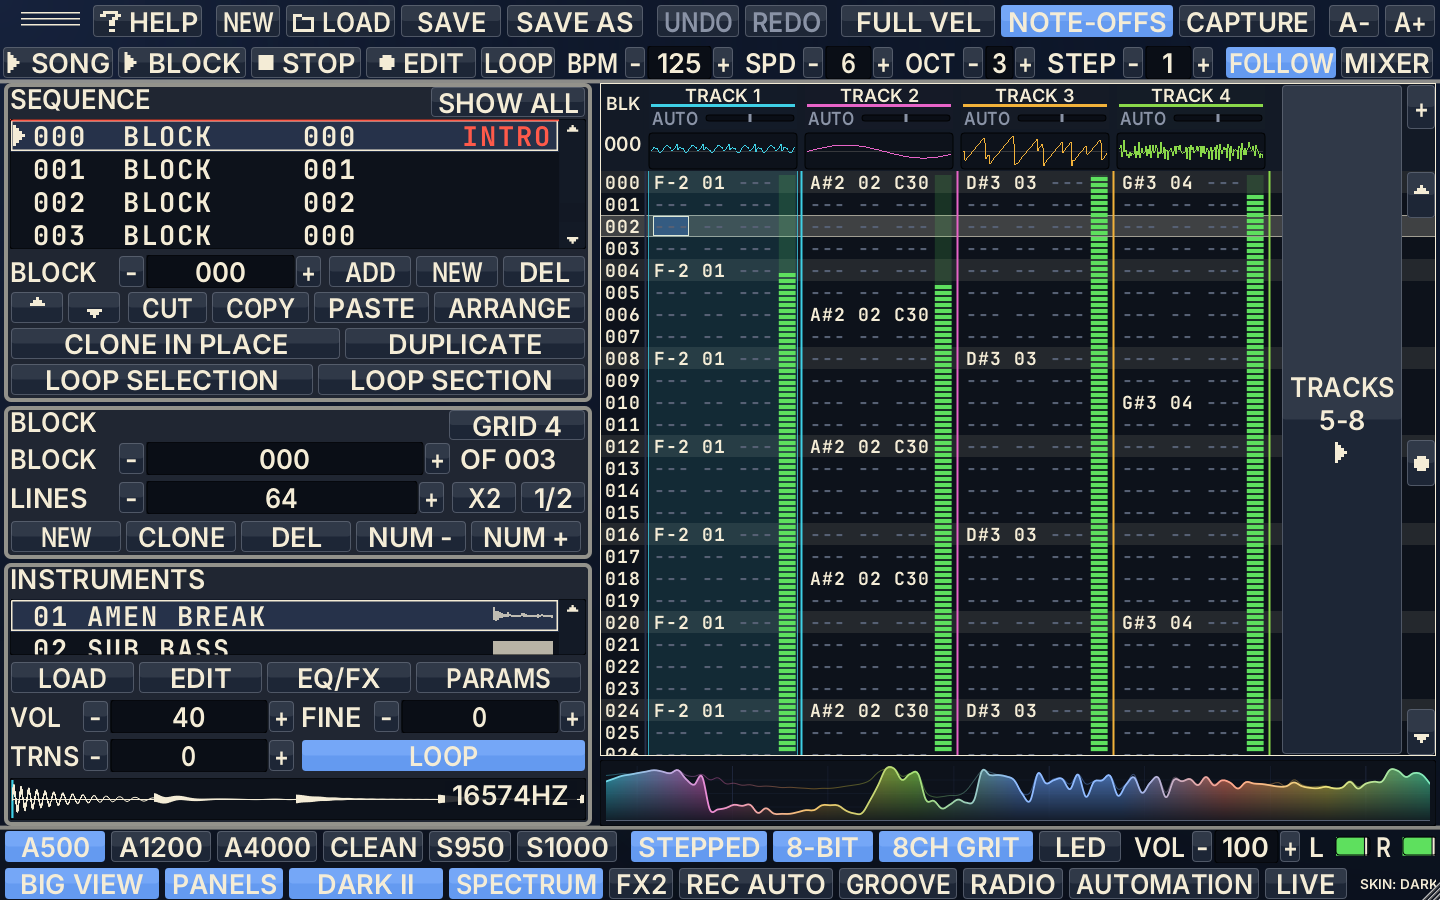 HELP NEW LOAD SAVE SAVE AS UNDO REDO FULL VEL NOTE-OFFS CAPTURE A- A+
SONG BLOCK STOP EDIT LOOP BPM - 125 + SPD - 6 + OCT - 3 + STEP - 1 + FOLLOW MIXER
SEQUENCE SHOW ALL
000 BLOCK 000 INTRO
001 BLOCK 001
002 BLOCK 002
003 BLOCK 000
BLOCK - 000 + ADD NEW DEL
CUT COPY PASTE ARRANGE
CLONE IN PLACE DUPLICATE
LOOP SELECTION LOOP SECTION
BLOCK GRID 4
BLOCK - 000 + OF 003
LINES - 64 + X2 1/2
NEW CLONE DEL NUM - NUM +
INSTRUMENTS
01 AMEN BREAK
02 SUB BASS
LOAD EDIT EQ/FX PARAMS
VOL - 40 + FINE - 0 +
TRNS - 0 + LOOP
16574HZ
BLK TRACK 1 TRACK 2 TRACK 3 TRACK 4 +
AUTO AUTO AUTO AUTO
000
000 F-2 01 --- A#2 02 C30 D#3 03 --- G#3 04 ---
001 --- -- --- --- -- --- --- -- --- --- -- ---
002 -- --- --- -- --- --- -- --- --- -- ---
003 --- -- --- --- -- --- --- -- --- --- -- ---
004 F-2 01 --- --- -- --- --- -- --- --- -- ---
005 --- -- --- --- -- --- --- -- --- --- -- ---
006 --- -- --- A#2 02 C30 --- -- --- --- -- ---
007 --- -- --- --- -- --- --- -- --- --- -- ---
008 F-2 01 --- --- -- --- D#3 03 --- --- -- ---
009 --- -- --- --- -- --- --- -- --- --- -- ---
010 --- -- --- --- -- --- --- -- --- G#3 04 ---
011 --- -- --- --- -- --- --- -- --- --- -- ---
012 F-2 01 --- A#2 02 C30 --- -- --- --- -- ---
013 --- -- --- --- -- --- --- -- --- --- -- ---
014 --- -- --- --- -- --- --- -- --- --- -- ---
015 --- -- --- --- -- --- --- -- --- --- -- ---
016 F-2 01 --- --- -- --- D#3 03 --- --- -- ---
017 --- -- --- --- -- --- --- -- --- --- -- ---
018 --- -- --- A#2 02 C30 --- -- --- --- -- ---
019 --- -- --- --- -- --- --- -- --- --- -- ---
020 F-2 01 --- --- -- --- --- -- --- G#3 04 ---
021 --- -- --- --- -- --- --- -- --- --- -- ---
022 --- -- --- --- -- --- --- -- --- --- -- ---
023 --- -- --- --- -- --- --- -- --- --- -- ---
024 F-2 01 --- A#2 02 C30 D#3 03 --- --- -- ---
025 --- -- --- --- -- --- --- -- --- --- -- ---
026
TRACKS
5-8
A500 A1200 A4000 CLEAN S950 S1000 STEPPED 8-BIT 8CH GRIT LED VOL - 100 + L R
BIG VIEW PANELS DARK II SPECTRUM FX2 REC AUTO GROOVE RADIO AUTOMATION LIVE SKIN: DARK